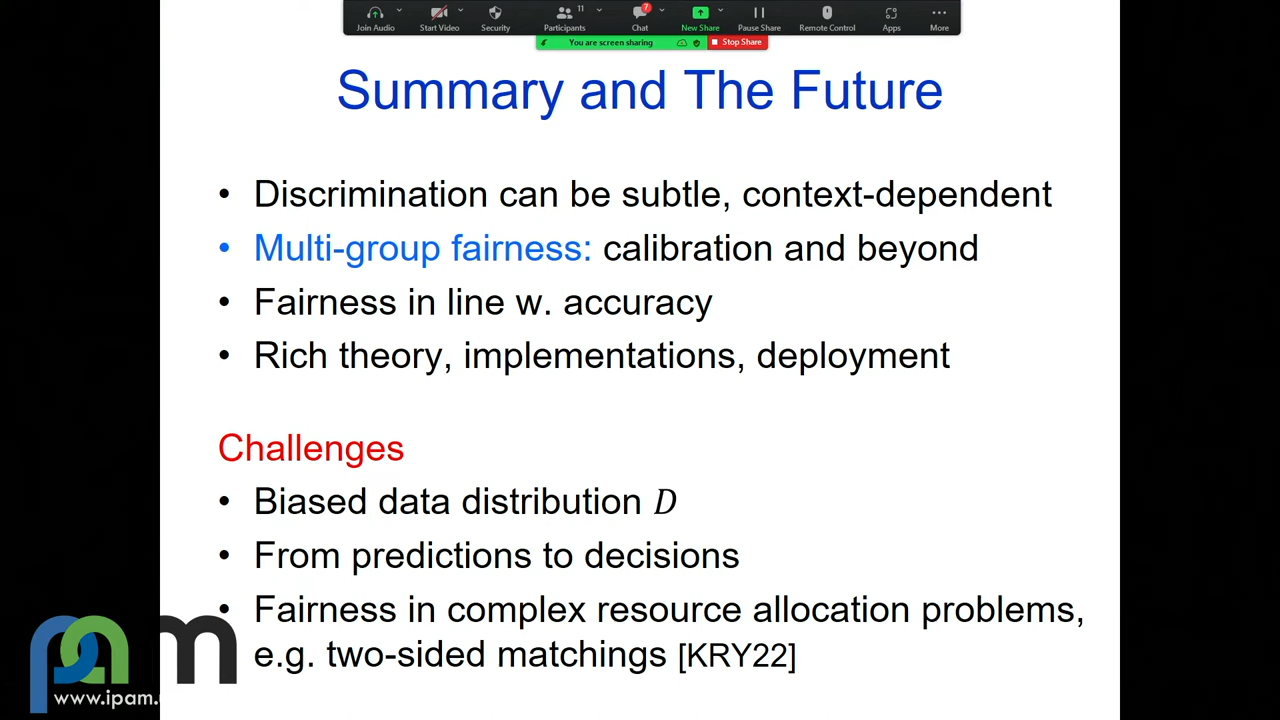 Join Audio
Start Video
Security
11
Participants
7
Chat
New Share
Pause Share
Remote Control
Apps
More
You are screen sharing
Stop Share
Summary and The Future
• Discrimination can be subtle, context-dependent
• Multi-group fairness: calibration and beyond
• Fairness in line w. accuracy
• Rich theory, implementations, deployment
Challenges
• Biased data distribution D
• From predictions to decisions
• Fairness in complex resource allocation problems,
e.g. two-sided matchings [KRY22]
ipam
www.ipam.u